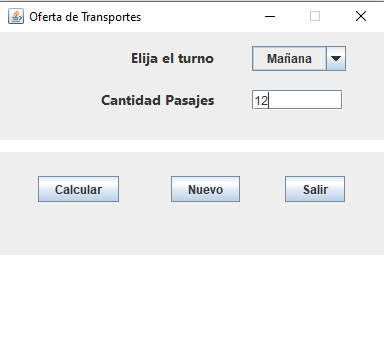 Oferta de Transportes
Elija el turno Mañana
Cantidad Pasajes 12
Calcular Nuevo Salir